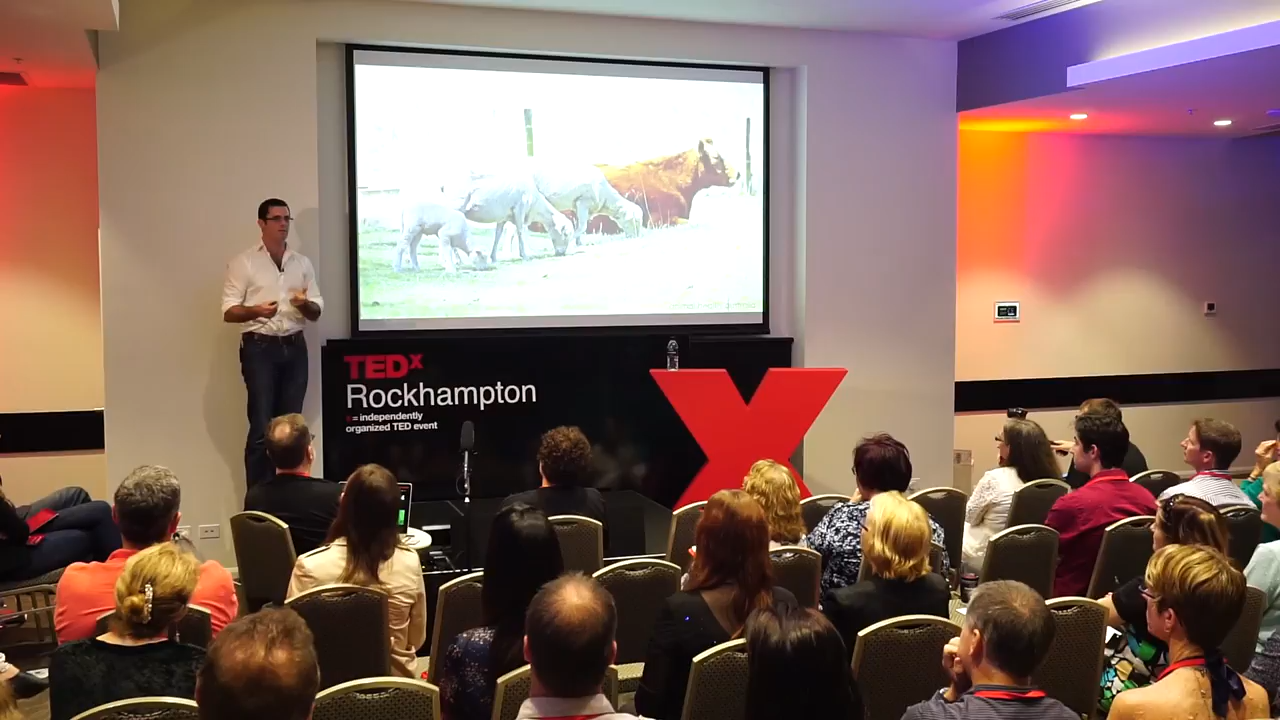 TEDx
Rockhampton
x = independently
organized TED event
X